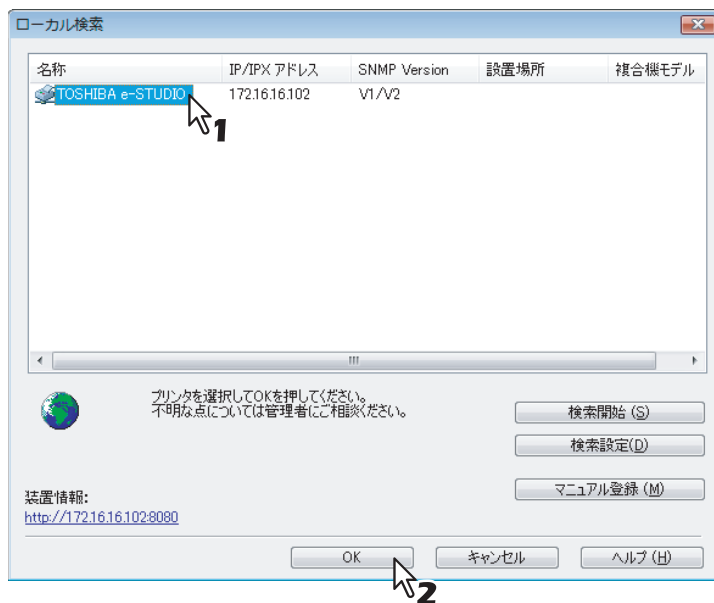 ローカル検索
名称 IP/IPX アドレス SNMP Version 設置場所 複合機モデル
TOSHIBA e-STUDIO 172.16.16.102 V1/V2
1
プリンタを選択してOKを押してください。
不明な点については管理者にご相談ください。
検索開始 (S)
検索設定(D)
マニュアル登録 (M)
装置情報:
http://172.16.16.102:8080
OK キャンセル ヘルプ (H)
2